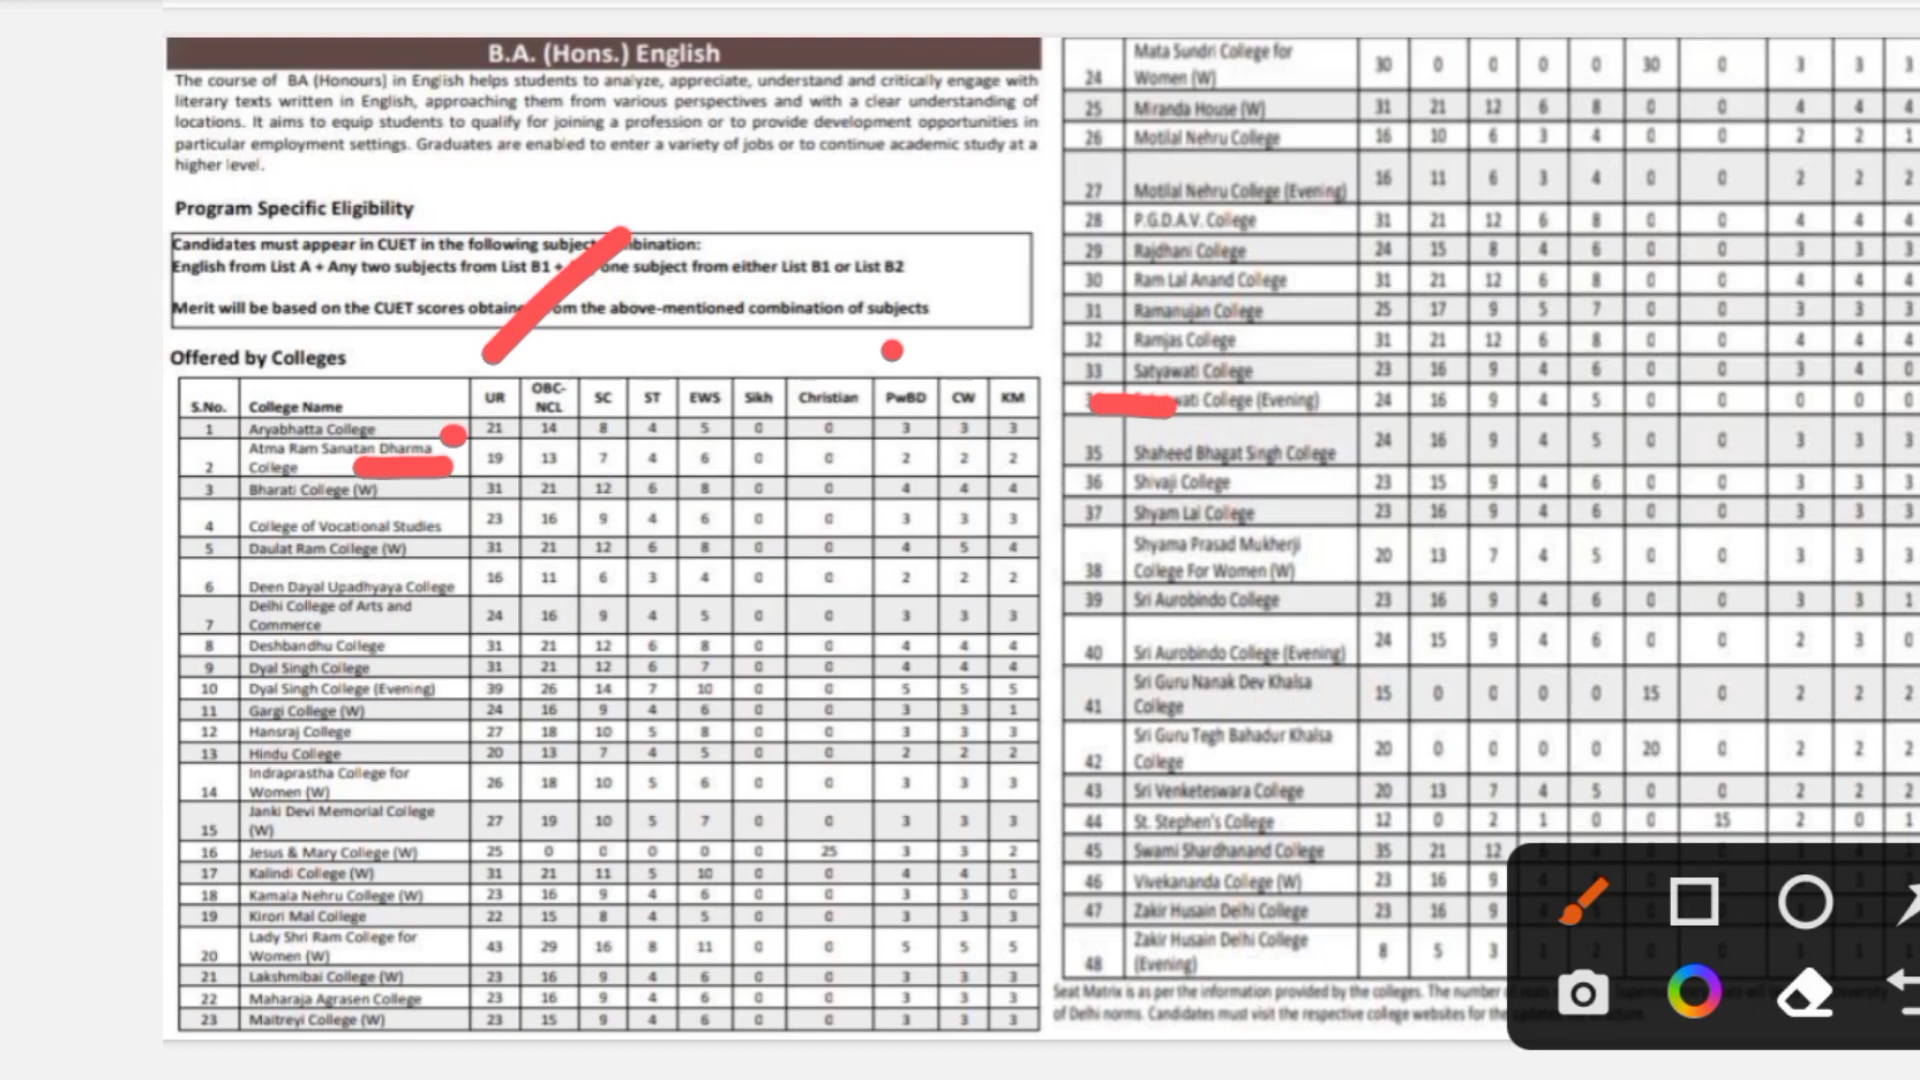 B.A. (Hons.) English
The course of BA (Honours] in English helps students to analyze, appreciate, understand and critically engage with
literary texts written in English, approaching them from various perspectives and with a clear understanding of
locations. It aims to equip students to qualify for joining a profession or to provide development opportunities in
particular employment settings. Graduates are enabled to enter a variety of jobs or to continue academic study at a
higher level.
Program Specific Eligibility
Candidates must appear in CUET in the following subject
English from List A + Any two subjects from List B1 + one subject from either List B1 or List B2
Merit will be based on the CUET scores the above-mentioned combination of subjects
Offered by Colleges
S.No. College Name UR OBC-NCL SC ST EWS Sikh Christian PwBD CW KM
1 Aryabhatta College 21 14 8 4 5 0 0 3 3 3
2 Atma Ram Sanatan Dharma College 19 13 7 4 6 0 0 2 2 2
3 Bharati College (W) 31 21 12 6 8 0 0 4 4 4
4 College of Vocational Studies 23 16 9 4 6 0 0 3 3 3
5 Daulat Ram College (W) 31 21 12 6 8 0 0 4 5 4
6 Deen Dayal Upadhyaya College 16 11 6 3 4 0 0 2 2 2
7 Delhi College of Arts and Commerce 24 16 9 4 5 0 0 3 3 3
8 Deshbandhu College 31 21 12 6 8 0 0 4 4 4
9 Dyal Singh College 31 21 12 6 7 0 0 4 4 4
10 Dyal Singh College (Evening) 39 26 14 7 10 0 0 5 5 5
11 Gargi College (W) 24 16 9 4 6 0 0 3 3 1
12 Hansraj College 27 18 10 5 8 0 0 3 3 3
13 Hindu College 20 13 7 4 5 0 0 2 2 2
14 Indraprastha College for Women (W) 26 18 10 5 6 0 0 3 3 3
15 Janki Devi Memorial College (W) 27 19 10 5 7 0 0 3 3 3
16 Jesus & Mary College (W) 25 0 0 0 0 0 25 3 3 2
17 Kalindi College (W) 31 21 11 5 10 0 0 4 4 1
18 Kamala Nehru College (W) 23 16 9 4 6 0 0 3 3 0
19 Kirori Mal College 22 15 8 4 5 0 0 3 3 3
20 Lady Shri Ram College for Women (W) 43 29 16 8 11 0 0 5 5 5
21 Lakshmibai College (W) 23 16 9 4 6 0 0 3 3 3
22 Maharaja Agrasen College 23 16 9 4 6 0 0 3 3 3
23 Maitreyi College (W) 23 15 9 4 6 0 0 3 3 3
24 Mata Sundri College for Women (W) 30 0 0 0 0 30 0 3 3 3
25 Miranda House (W) 31 21 12 6 8 0 0 4 4 4
26 Motilal Nehru College 16 10 6 3 4 0 0 2 2 1
27 Motilal Nehru College (Evening) 16 11 6 3 4 0 0 2 2 2
28 P.G.D.A.V. College 31 21 12 6 8 0 0 4 4 4
29 Rajdhani College 24 15 8 4 6 0 0 3 3 3
30 Ram Lal Anand College 31 21 12 6 8 0 0 4 4 4
31 Ramanujan College 25 17 9 5 7 0 0 3 3 3
32 Ramjas College 31 21 12 6 8 0 0 4 4 4
33 Satyawati College 23 16 9 4 6 0 0 3 4 0
College (Evening) 24 16 9 4 5 0 0 0 0 0
35 Shaheed Bhagat Singh College 24 16 9 4 5 0 0 3 3 3
36 Shivaji College 23 15 9 4 6 0 0 3 3 3
37 Shyam Lal College 23 16 9 4 6 0 0 3 3 3
38 Shyama Prasad Mukherji College For Women (W) 20 13 7 4 5 0 0 3 3 3
39 Sri Aurobindo College 23 16 9 4 6 0 0 3 3 1
40 Sri Aurobindo College (Evening) 24 15 9 4 6 0 0 2 3 0
41 Sri Guru Nanak Dev Khalsa College 15 0 0 0 0 15 0 2 2 2
42 Sri Guru Tegh Bahadur Khalsa College 20 0 0 0 0 20 0 2 2 2
43 Sri Venketeswara College 20 13 7 4 5 0 0 2 2 2
44 St. Stephen's College 12 0 2 1 0 0 15 2 0 1
45 Swami Shardhanand College 35 21 12
46 Vivekananda College (W) 23 16 9
47 Zakir Husain Delhi College 23 16 9
48 Zakir Husain Delhi College (Evening) 8 5 3
Seat Matrix is as per the information provided by the colleges. The number
of Delhi norms. Candidates must visit the respective college websites for the